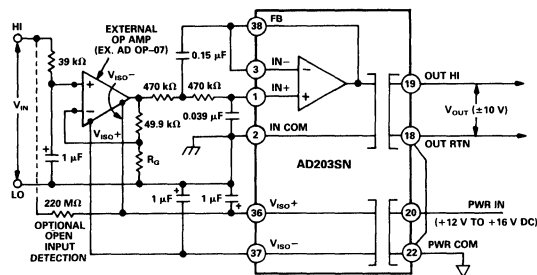 HI
39 kΩ
VIN
LO
EXTERNAL
OP AMP
(EX. AD OP-07)
+
−
VISO−
VISO+
0.15 µF
470 kΩ
470 kΩ
49.9 kΩ
RG
0.039 µF
+
1 µF
220 MΩ
OPTIONAL
OPEN
INPUT
DETECTION
1 µF
+
1 µF
+
38
FB
3
IN−
1
IN+
2
IN COM
−
+
AD203SN
36
VISO+
37
VISO−
19
OUT HI
VOUT (±10 V)
18
OUT RTN
20
PWR IN
(+12 V TO +16 V DC)
22
PWR COM